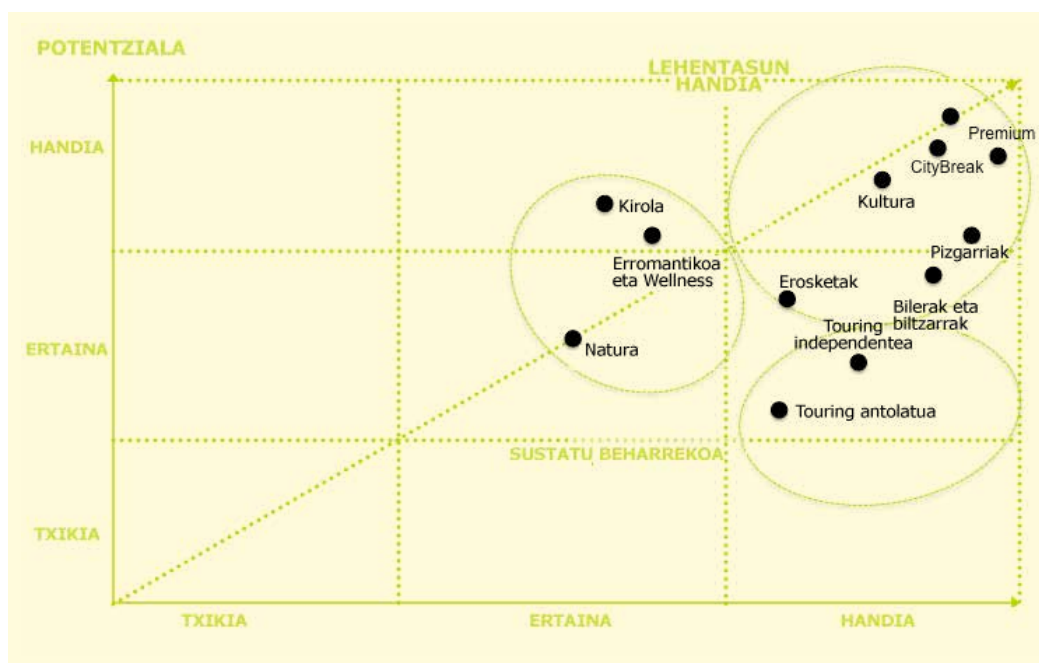 POTENTZIALA
LEHENTASUN
HANDIA
HANDIA
Premium
CityBreak
Kultura
Kirola
Pizgarriak
Erromantikoa
eta Wellness
Erosketak
Bilerak eta
biltzarrak
Touring
independentea
ERTAINA
Natura
Touring antolatua
SUSTATU BEHARREKOA
TXIKIA
TXIKIA
ERTAINA
HANDIA